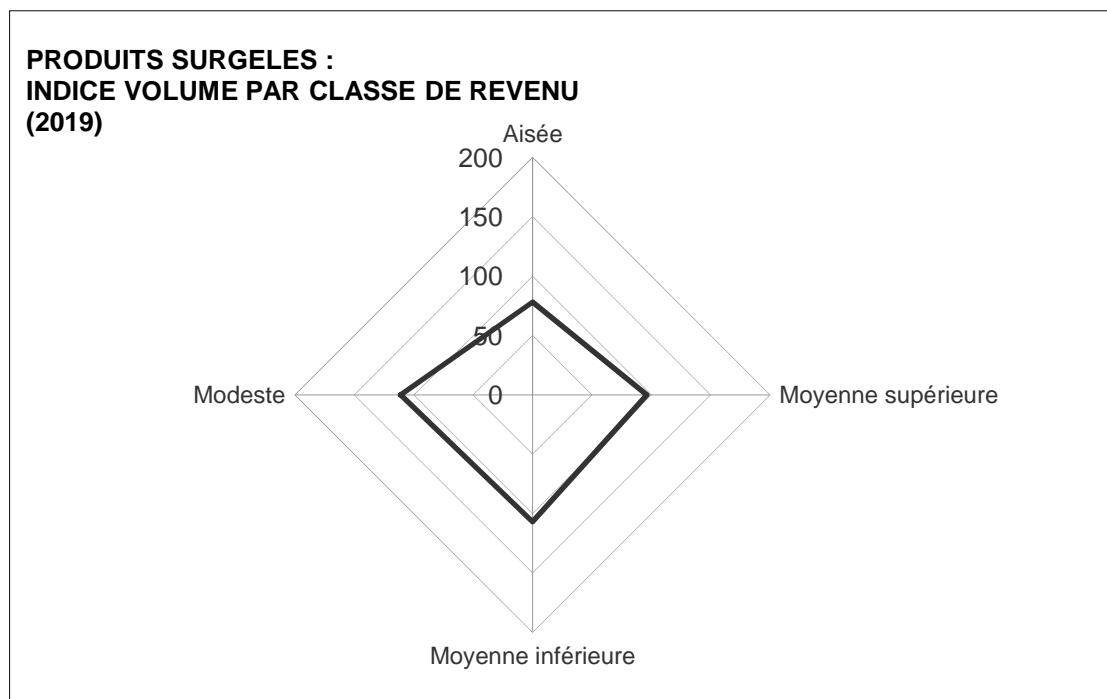 PRODUITS SURGELES :
INDICE VOLUME PAR CLASSE DE REVENU
(2019)
Aisée
200
150
100
50
0
Modeste
Moyenne supérieure
Moyenne inférieure